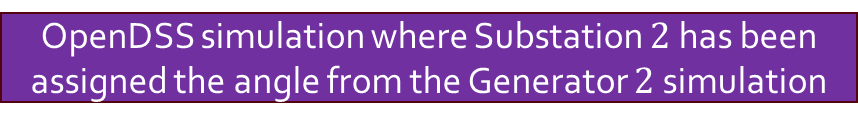 OpenDSS simulation where Substation 2 has been
assigned the angle from the Generator 2 simulation